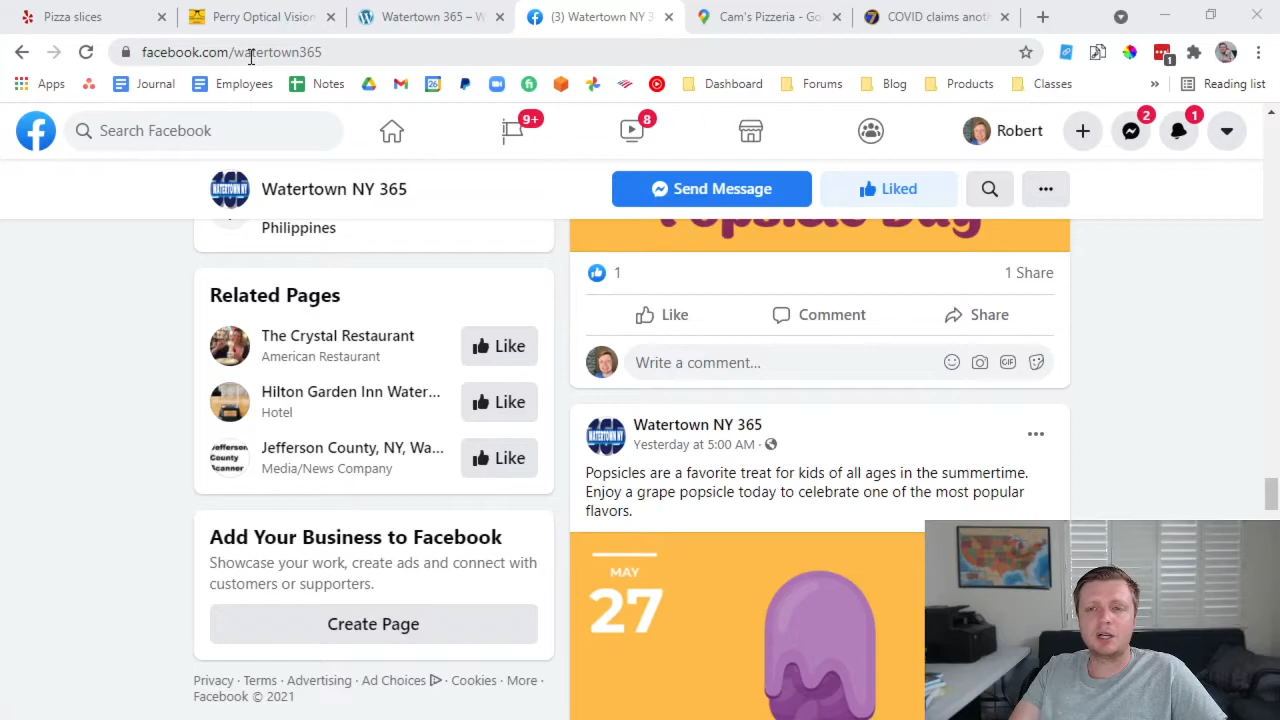 Pizza slices
Perry Optical Vision
Watertown 365 – W
(3) Watertown NY 3
Cam's Pizzeria - Go
COVID claims anot
facebook.com/watertown365
1
Apps
Journal
Employees
Notes
26
Dashboard
Forums
Blog
Products
Classes
Reading list
Search Facebook
9+
8
Robert
2
1
Watertown NY 365
Send Message
Liked
Philippines
Popsicle Day
1
1 Share
Like
Comment
Share
Write a comment...
GIF
Related Pages
The Crystal Restaurant
American Restaurant
Like
Hilton Garden Inn Water...
Hotel
Like
Jefferson County, NY, Wa...
Media/News Company
Like
Add Your Business to Facebook
Showcase your work, create ads and connect with
customers or supporters.
Create Page
Privacy · Terms · Advertising · Ad Choices · Cookies · More ·
Facebook © 2021
Watertown NY 365
Yesterday at 5:00 AM ·
Popsicles are a favorite treat for kids of all ages in the summertime.
Enjoy a grape popsicle today to celebrate one of the most popular
flavors.
MAY
27